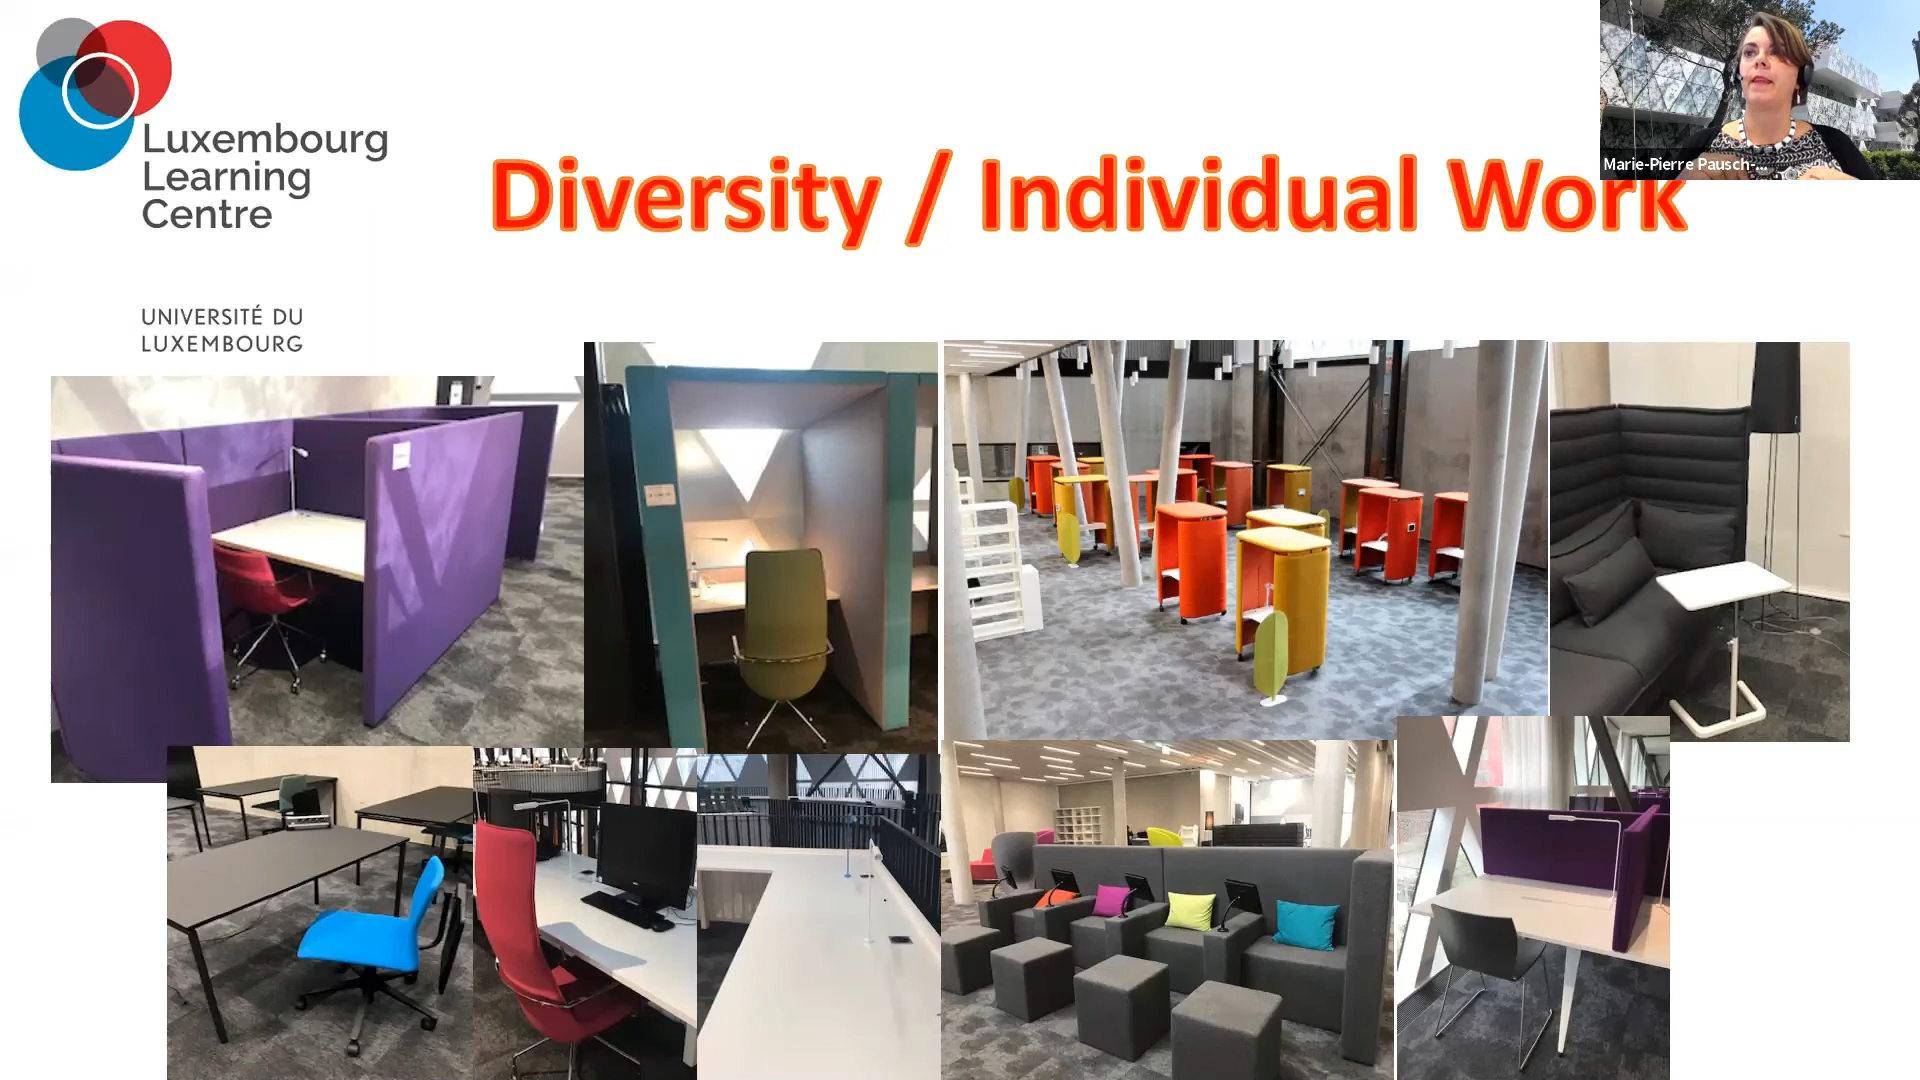 Luxembourg
Learning
Centre
Diversity / Individual Work
Marie-Pierre Pausch-...
UNIVERSITÉ DU
LUXEMBOURG